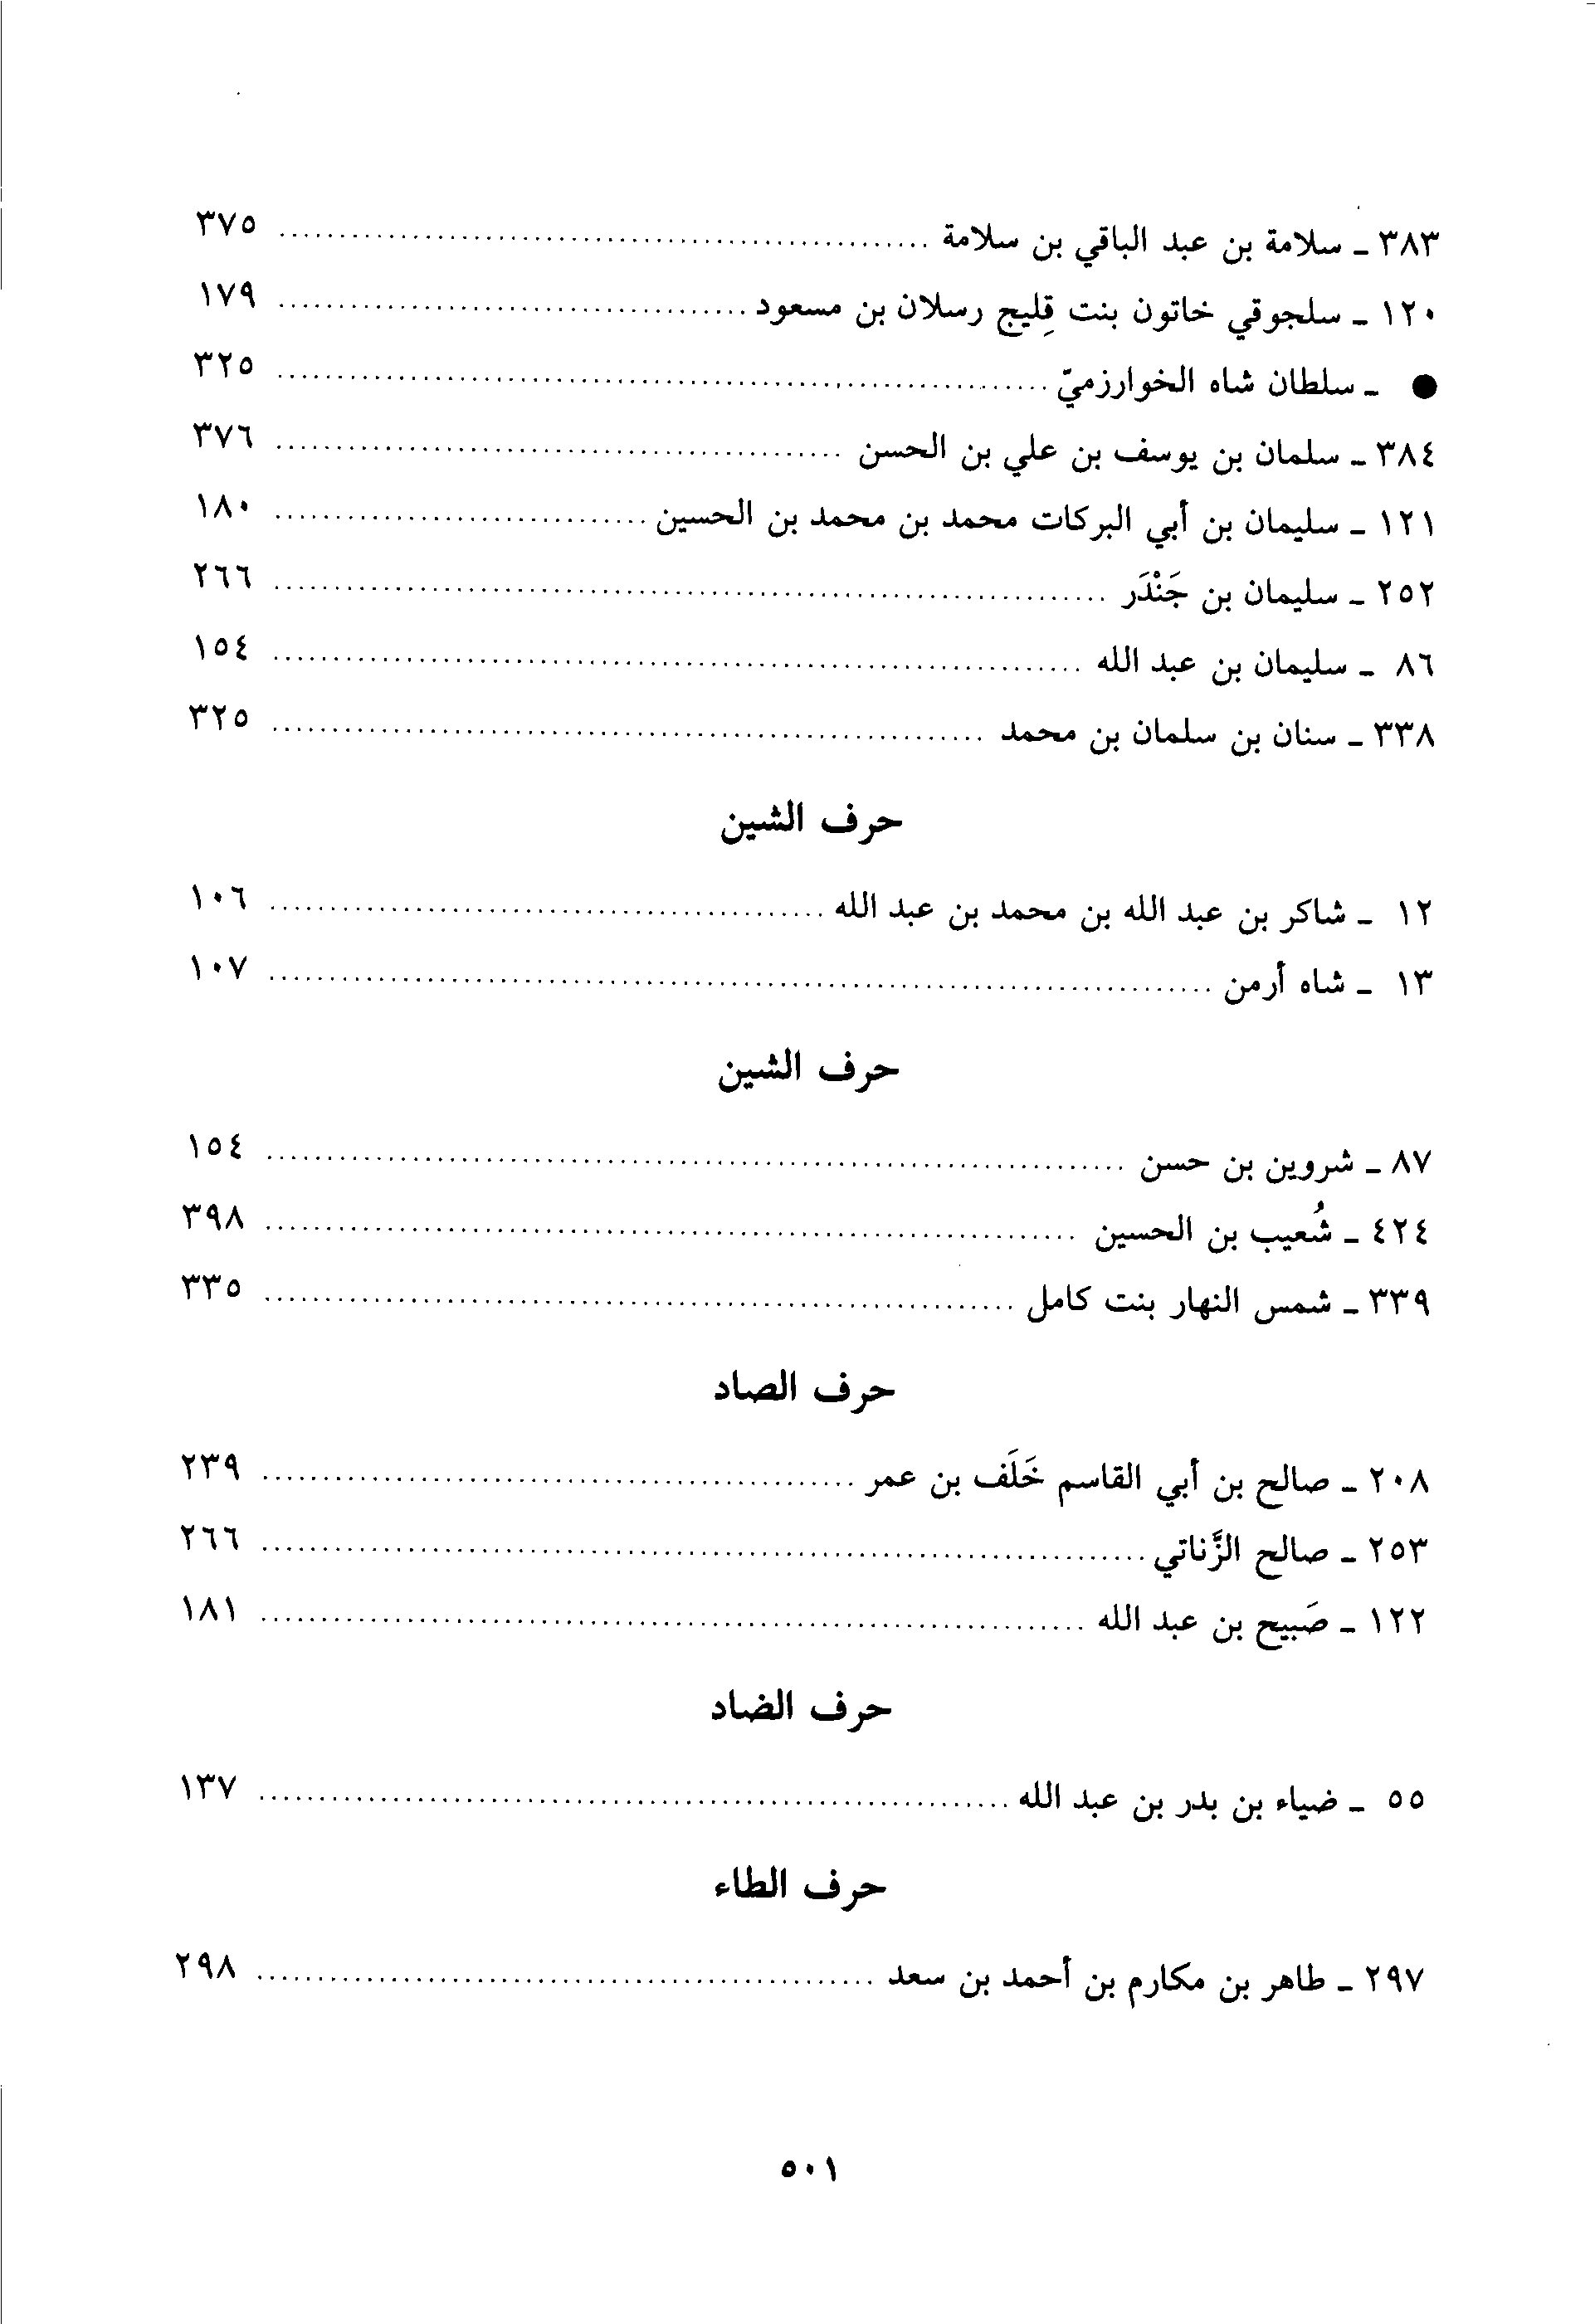 ٣٨٣ ـ سلامة بن عبد الباقي بن سلامة ........ ٣٧٥
١٢٠ ـ سلجوقي خاتون بنت قِليج رسلان بن مسعود ........ ١٧٩
● ـ سلطان شاه الخوارزميّ ........ ٣٢٥
٣٨٤ ـ سلمان بن يوسف بن علي بن الحسن ........ ٣٧٦
١٢١ ـ سليمان بن أبي البركات محمد بن محمد بن الحسين ........ ١٨٠
٢٥٢ ـ سليمان بن جَنْدَر ........ ٢٦٦
٨٦ ـ سليمان بن عبد الله ........ ١٥٤
٣٣٨ ـ سنان بن سلمان بن محمد ........ ٣٢٥
حرف الشين
١٢ ـ شاكر بن عبد الله بن محمد بن عبد الله ........ ١٠٦
١٣ ـ شاه أرمن ........ ١٠٧
حرف الشين
٨٧ ـ شروين بن حسن ........ ١٥٤
٤٢٤ ـ شُعيب بن الحسين ........ ٣٩٨
٣٣٩ ـ شمس النهار بنت كامل ........ ٣٣٥
حرف الصاد
٢٠٨ ـ صالح بن أبي القاسم خَلَف بن عمر ........ ٢٣٩
٢٥٣ ـ صالح الزَّناتي ........ ٢٦٦
١٢٢ ـ صَبيح بن عبد الله ........ ١٨١
حرف الضاد
٥٥ ـ ضياء بن بدر بن عبد الله ........ ١٣٧
حرف الطاء
٢٩٧ ـ طاهر بن مكارم بن أحمد بن سعد ........ ٢٩٨
٥٠١